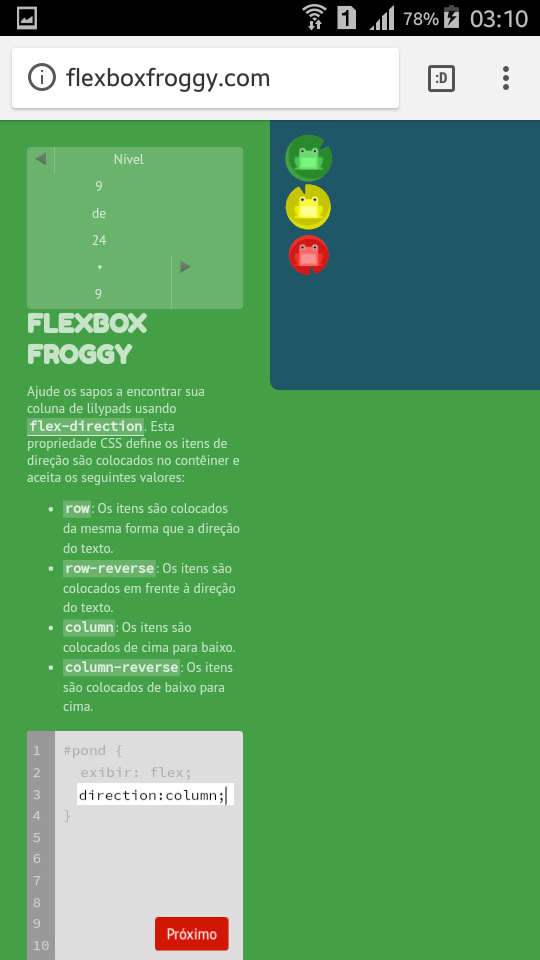 1
78%
03:10
flexboxfroggy.com
:D
Nível
9
de
24
▾
9
FLEXBOX
FROGGY
Ajude os sapos a encontrar sua
coluna de lilypads usando
flex-direction. Esta
propriedade CSS define os itens de
direção são colocados no contêiner e
aceita os seguintes valores:
• row: Os itens são colocados
da mesma forma que a direção
do texto.
• row-reverse: Os itens são
colocados em frente à direção
do texto.
• column: Os itens são
colocados de cima para baixo.
• column-reverse: Os itens
são colocados de baixo para
cima.
1 #pond {
2 exibir: flex;
3 direction:column;
4 }
5
6
7
8
9
Próximo
10